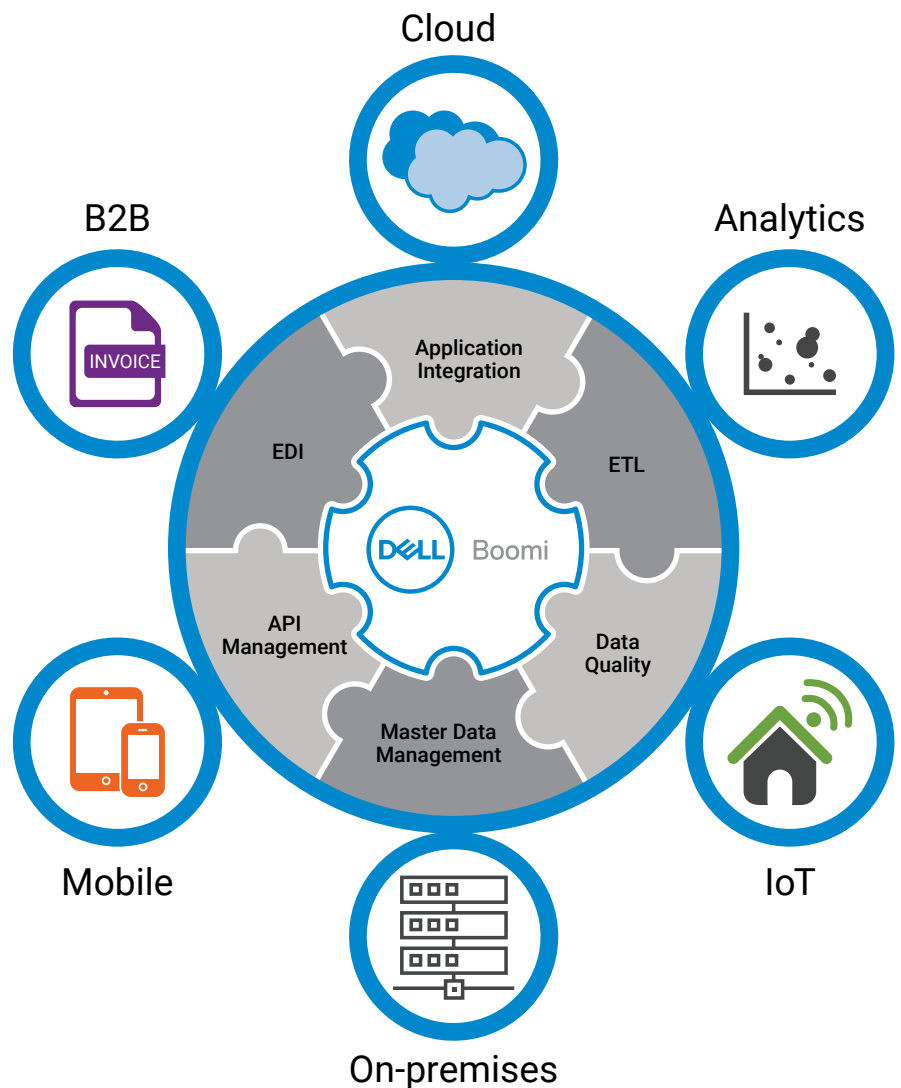 Cloud
B2B
Analytics
INVOICE
Application
Integration
EDI
ETL
DELL Boomi
API
Management
Data
Quality
Master Data
Management
Mobile
IoT
On-premises